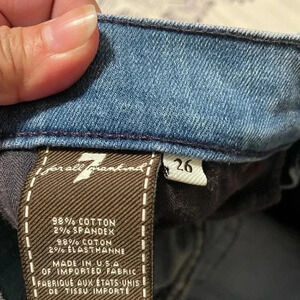 7
for all mankind
26
98% COTTON
2% SPANDEX
98% COTON
2% ELASTHANNE
MADE IN U.S.A
OF IMPORTED FABRIC
FABRIQUE AUX ÉTATS-UNIS
DE TISSU IMPORTÉ